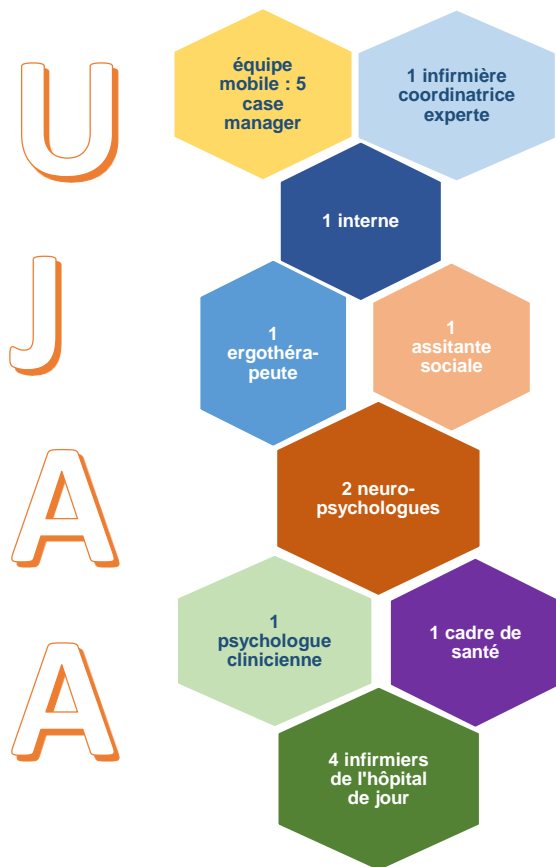 U
J
A
A
équipe
mobile : 5
case
manager
1 infirmière
coordinatrice
experte
1 interne
1
ergothéra-
peute
1
assitante
sociale
2 neuro-
psychologues
1
psychologue
clinicienne
1 cadre de
santé
4 infirmiers
de l'hôpital
de jour